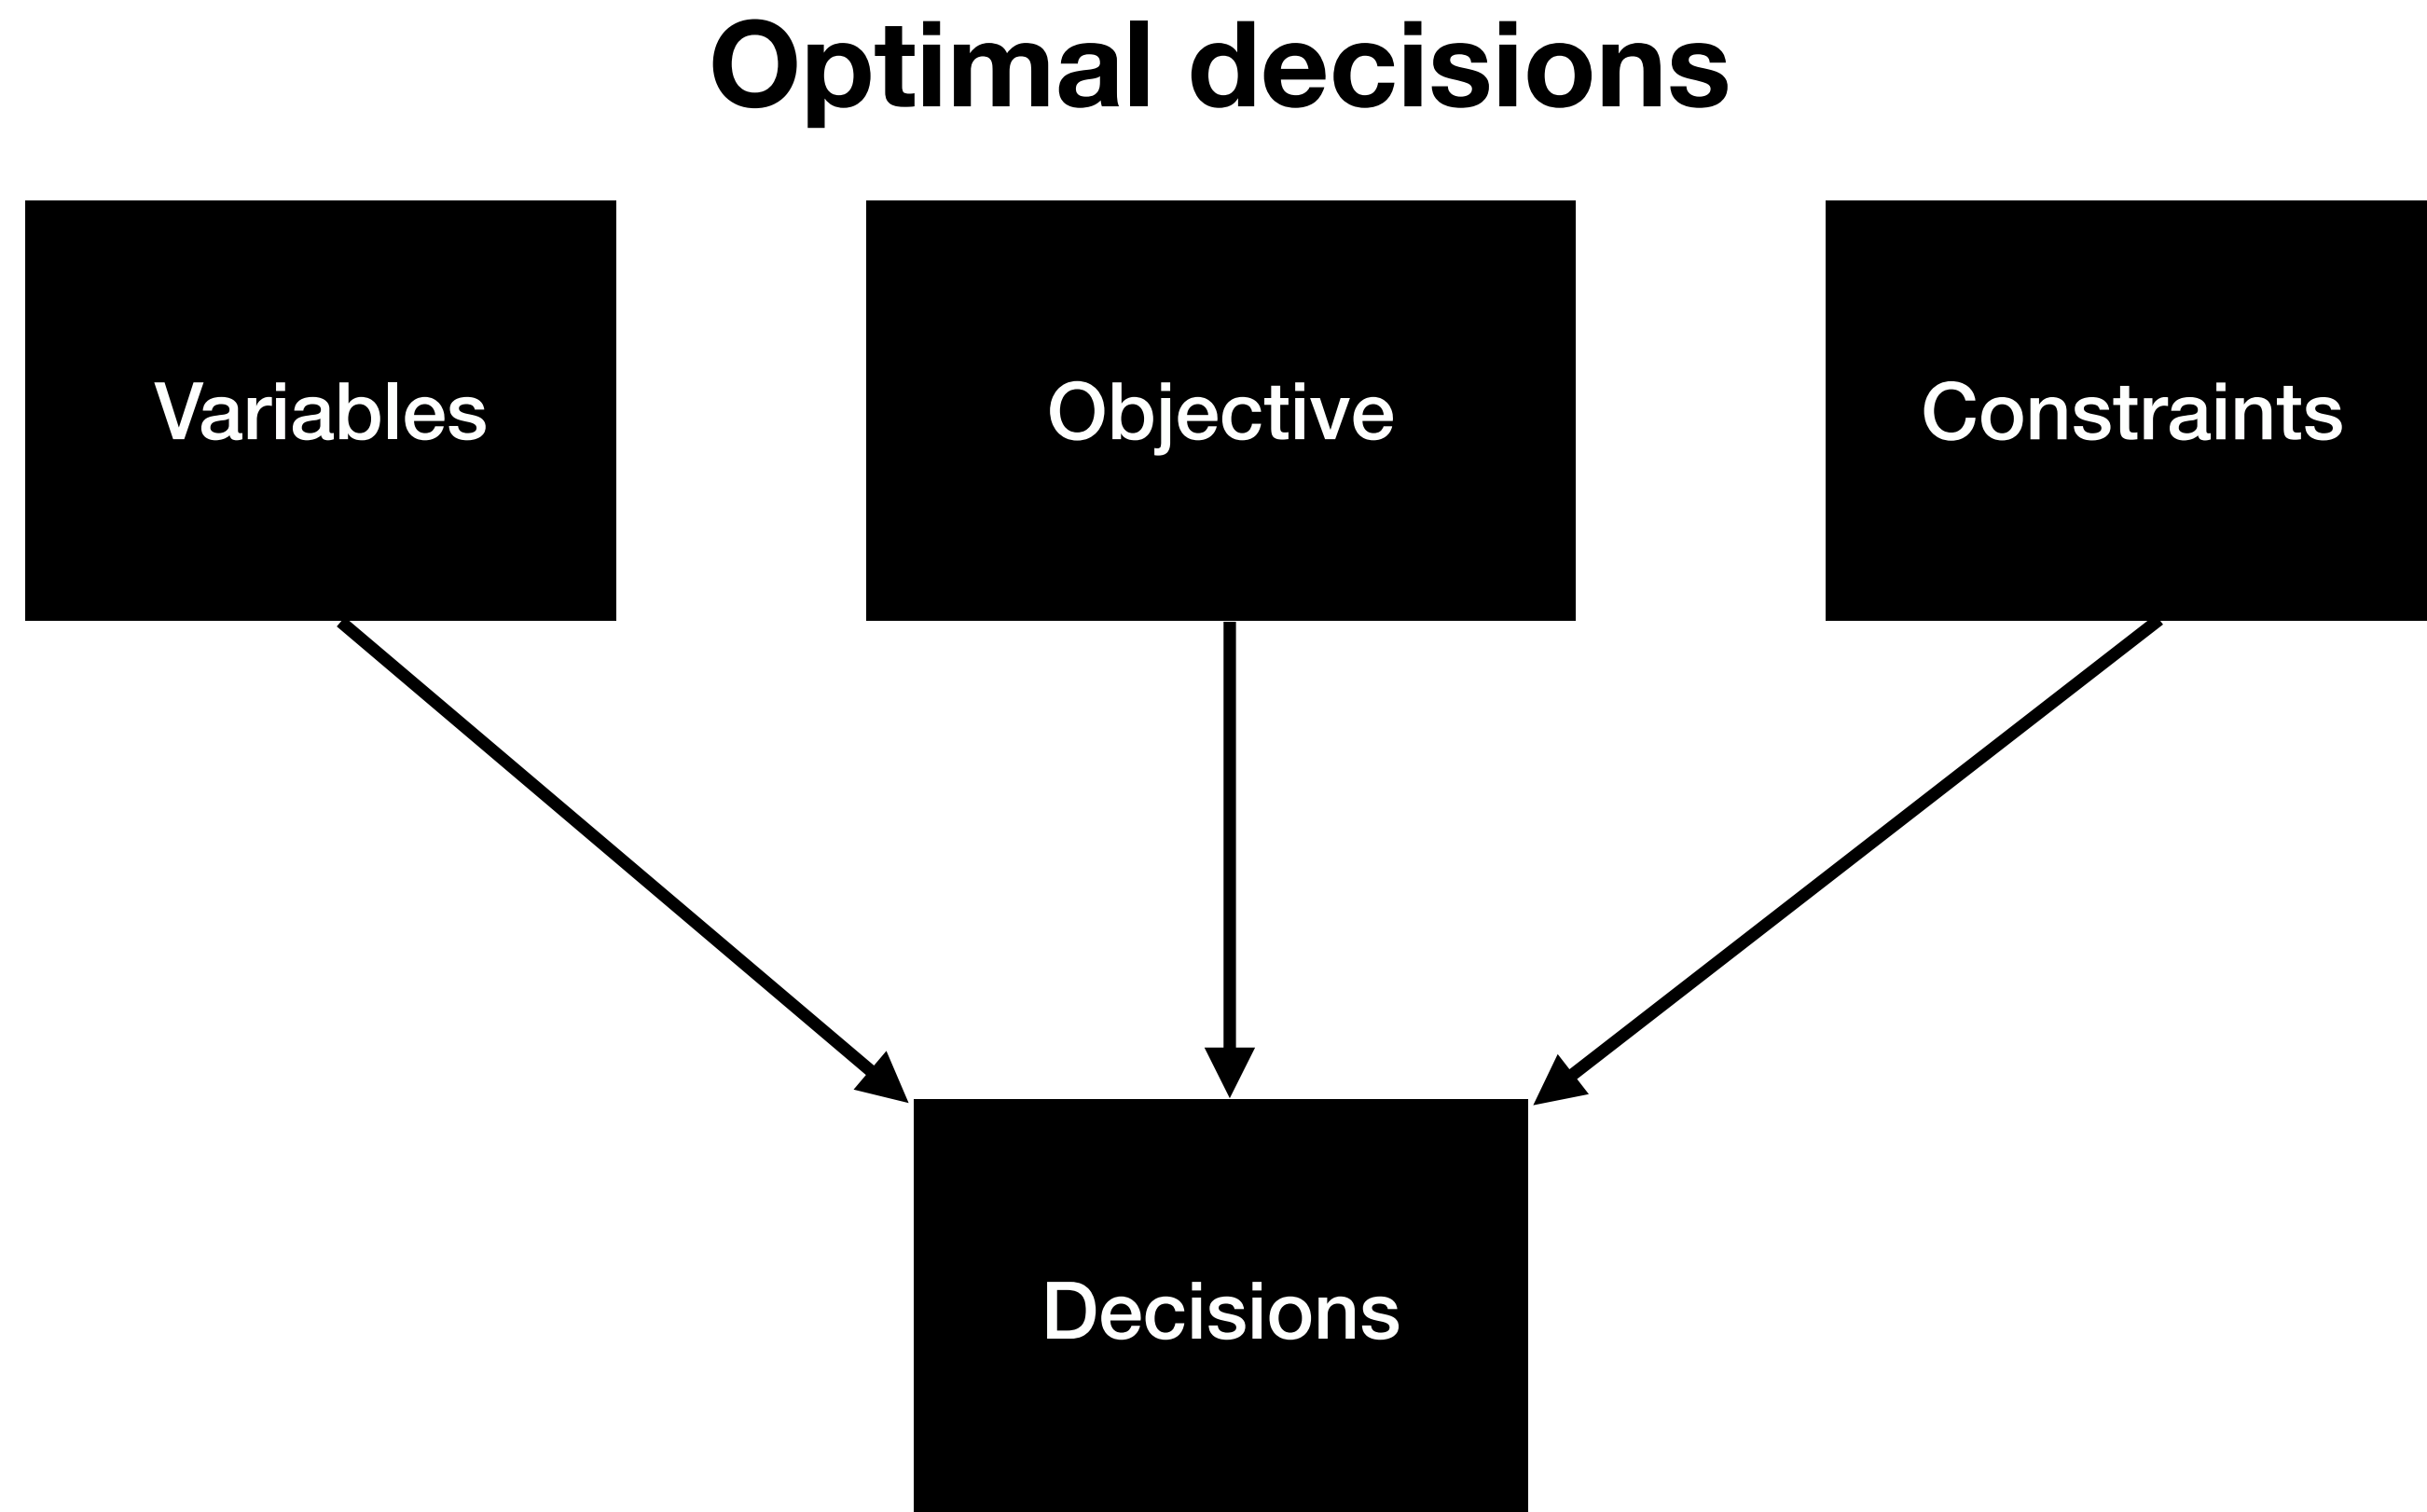 Optimal decisions
Variables
Objective
Constraints
Decisions